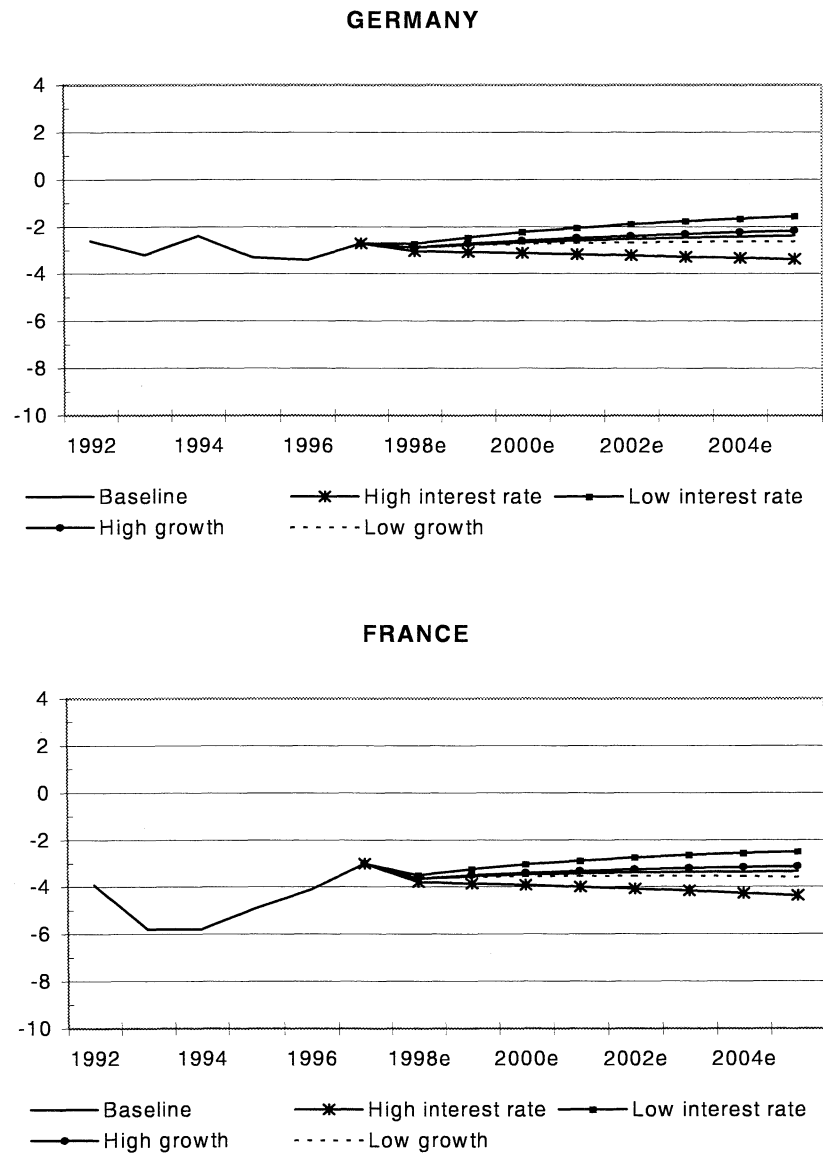 GERMANY
4
2
0
-2
-4
-6
-8
-10
1992 1994 1996 1998e 2000e 2002e 2004e
Baseline High interest rate Low interest rate
High growth Low growth
FRANCE
4
2
0
-2
-4
-6
-8
-10
1992 1994 1996 1998e 2000e 2002e 2004e
Baseline High interest rate Low interest rate
High growth Low growth